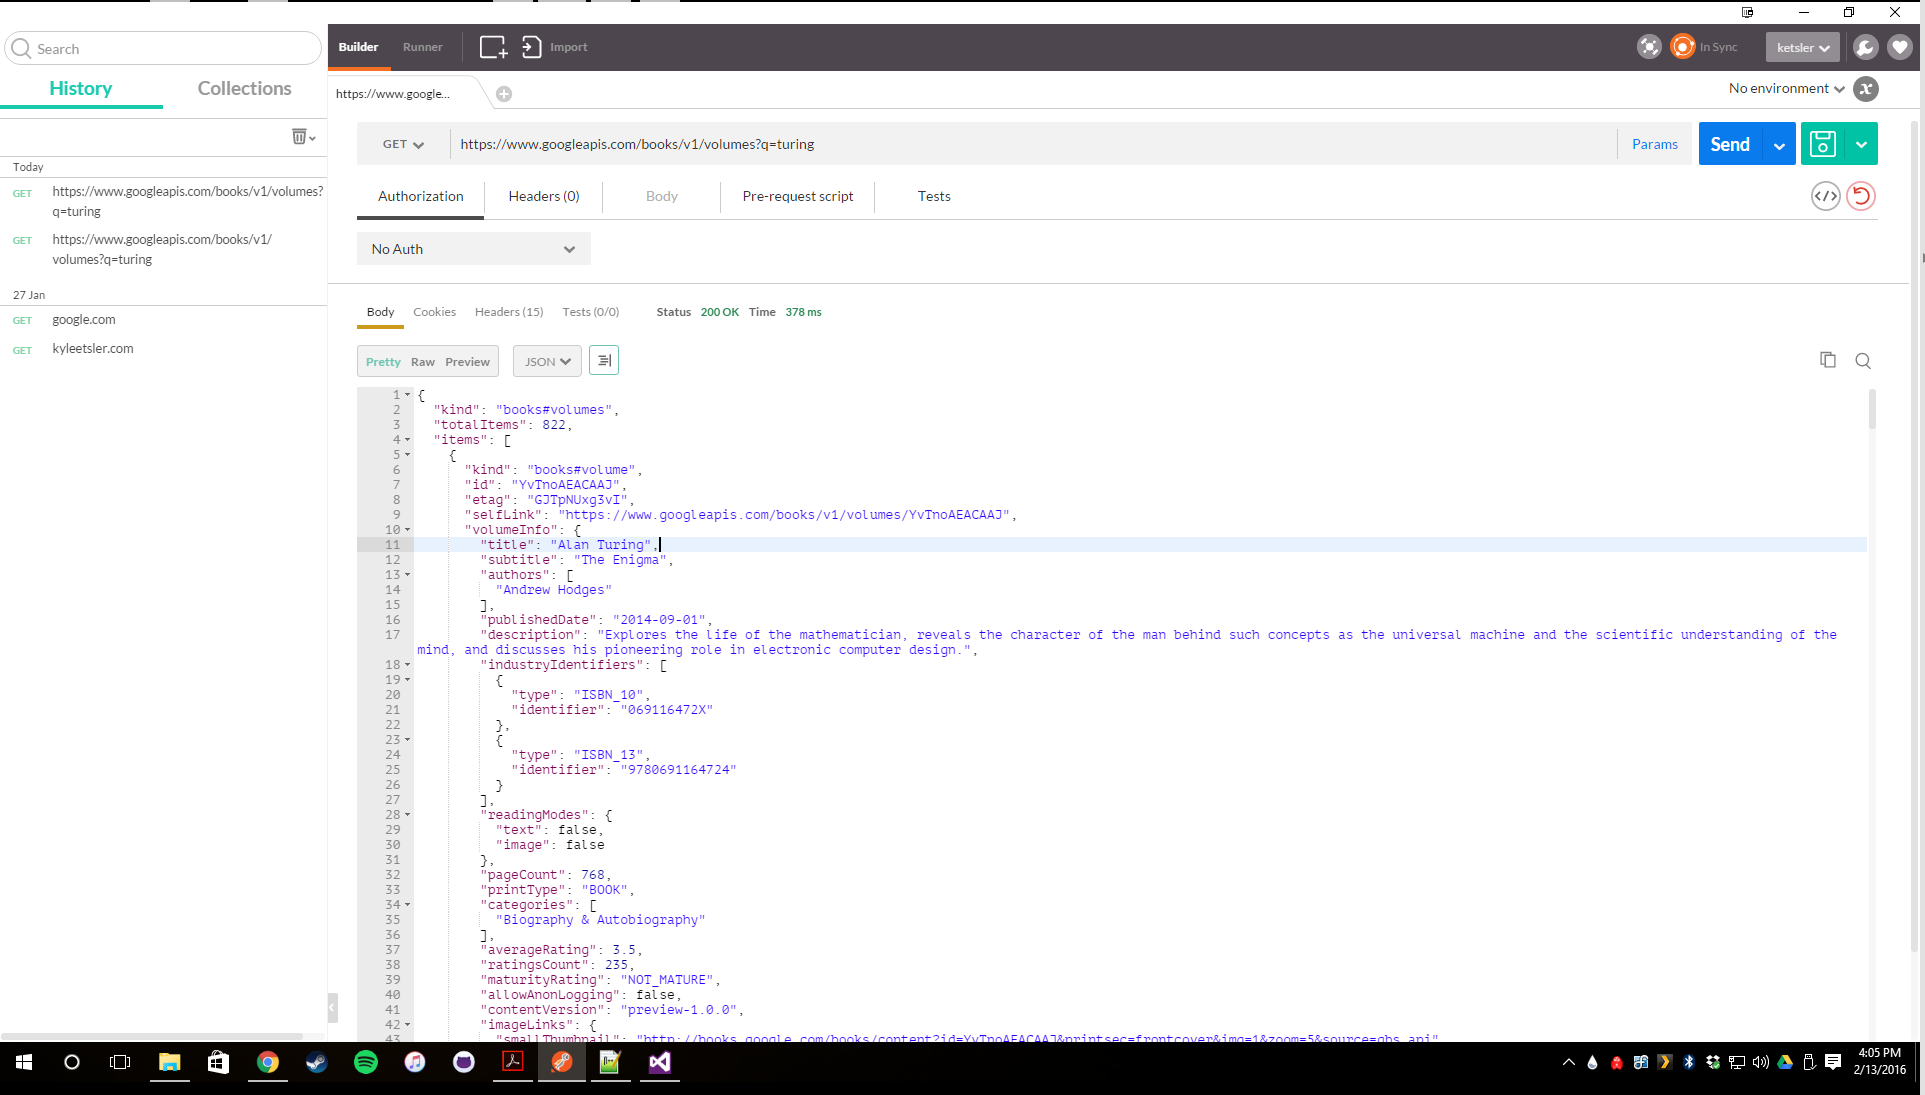 Search
History Collections
Today
GET https://www.googleapis.com/books/v1/volumes?
q=turing
GET https://www.googleapis.com/books/v1/
volumes?q=turing
27 Jan
GET google.com
GET kyleetsler.com
Builder Runner Import In Sync ketsler
https://www.google... No environment
GET https://www.googleapis.com/books/v1/volumes?q=turing Params Send
Authorization Headers (0) Body Pre-request script Tests
No Auth
Body Cookies Headers (15) Tests (0/0) Status 200 OK Time 378 ms
Pretty Raw Preview JSON
1 {
2 "kind": "books#volumes",
3 "totalItems": 822,
4 "items": [
5 {
6 "kind": "books#volume",
7 "id": "YvTnoAEACAAJ",
8 "etag": "GJTpNUxg3vI",
9 "selfLink": "https://www.googleapis.com/books/v1/volumes/YvTnoAEACAAJ",
10 "volumeInfo": {
11 "title": "Alan Turing",
12 "subtitle": "The Enigma",
13 "authors": [
14 "Andrew Hodges"
15 ],
16 "publishedDate": "2014-09-01",
17 "description": "Explores the life of the mathematician, reveals the character of the man behind such concepts as the universal machine and the scientific understanding of the
mind, and discusses his pioneering role in electronic computer design.",
18 "industryIdentifiers": [
19 {
20 "type": "ISBN_10",
21 "identifier": "069116472X"
22 },
23 {
24 "type": "ISBN_13",
25 "identifier": "9780691164724"
26 }
27 ],
28 "readingModes": {
29 "text": false,
30 "image": false
31 },
32 "pageCount": 768,
33 "printType": "BOOK",
34 "categories": [
35 "Biography & Autobiography"
36 ],
37 "averageRating": 3.5,
38 "ratingsCount": 235,
39 "maturityRating": "NOT_MATURE",
40 "allowAnonLogging": false,
41 "contentVersion": "preview-1.0.0",
42 "imageLinks": {
43 "smallThumbnail": "http://books.google.com/books/content?id=YvTnoAEACAAJ&printsec=frontcover&img=1&zoom=5&source=gbs_api"
4:05 PM
2/13/2016